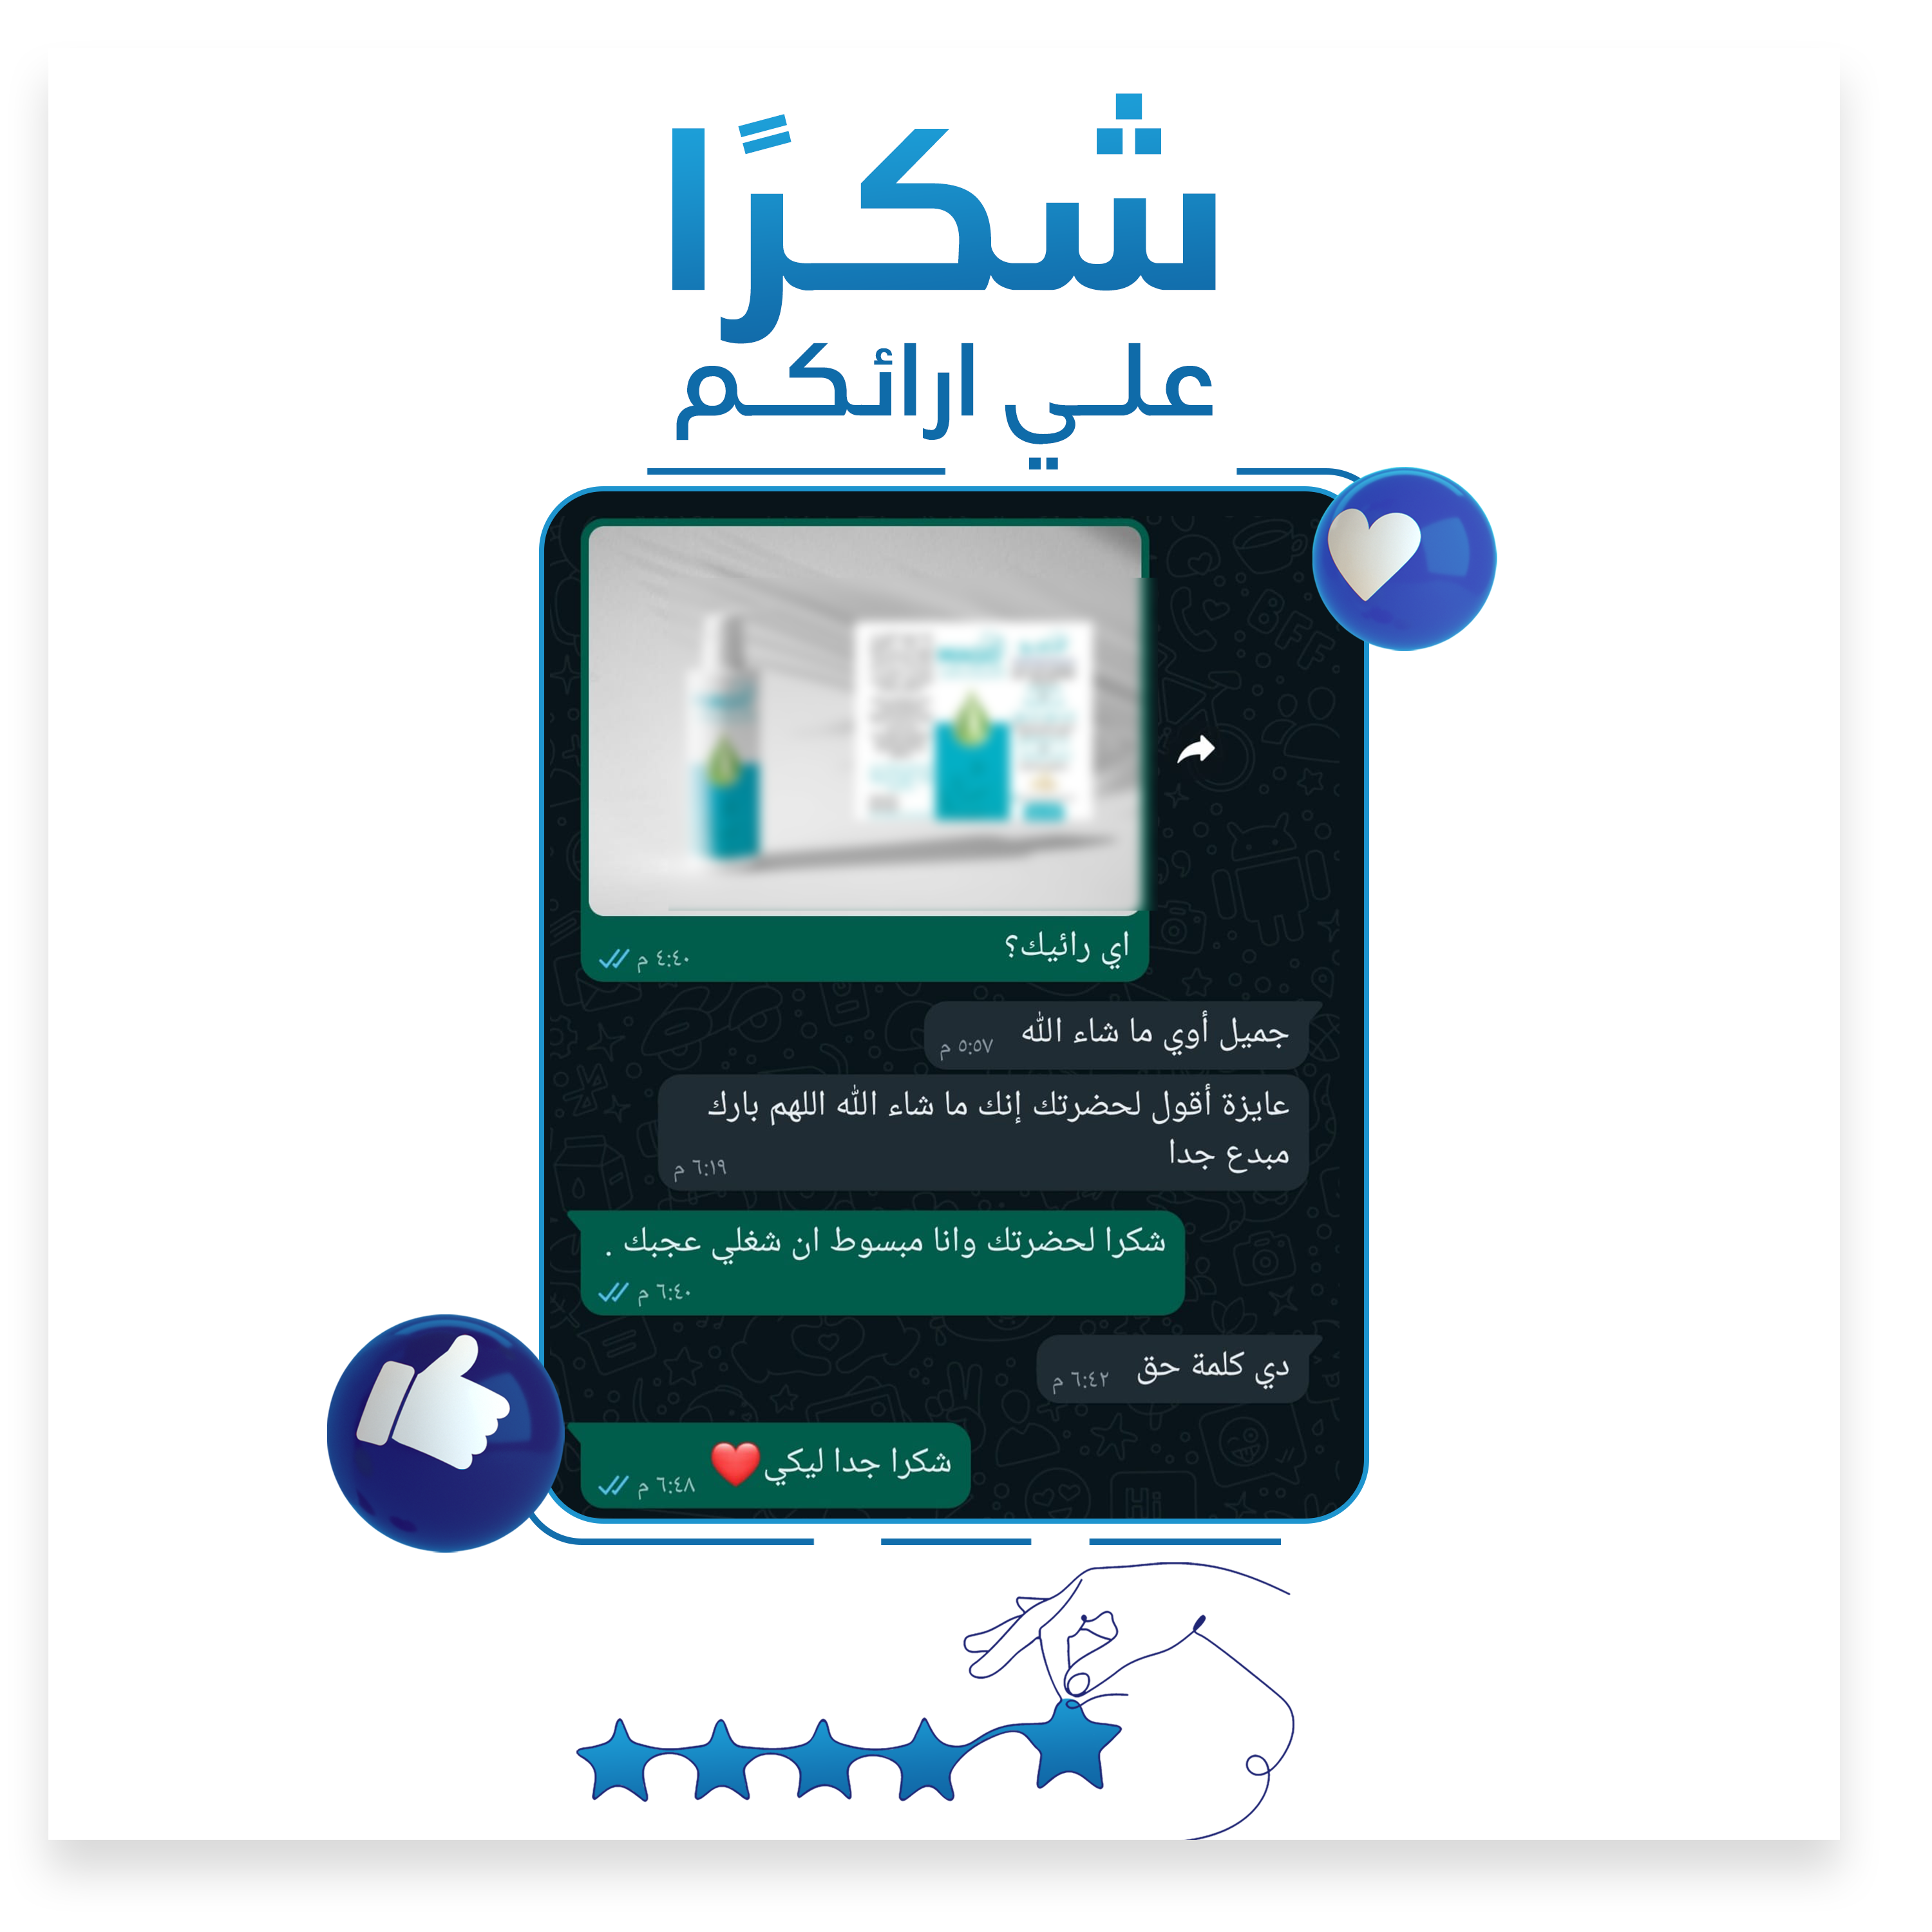 شكرًا
علي ارائكم
اي رائيك؟
٤:٤٠ م
جميل أوي ما شاء الله
٥:٥٧ م
عايزة أقول لحضرتك إنك ما شاء الله اللهم بارك
مبدع جدا
٦:١٩ م
شكرا لحضرتك وانا مبسوط ان شغلي عجبك .
٦:٤٠ م
دي كلمة حق
٦:٤٢ م
شكرا جدا ليكي❤️
٦:٤٨ م